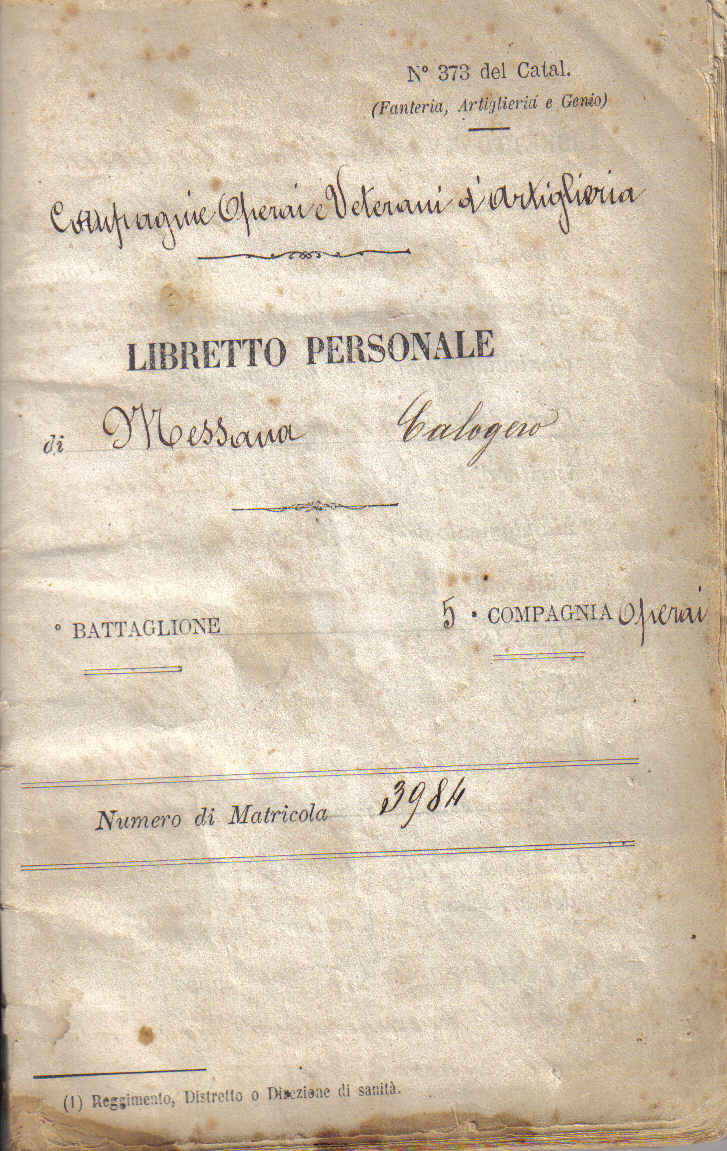 N° 373 del Catal.
(Fanteria, Artiglieria e Genio)
Compagnie Operai e Veterani d'Artiglieria
LIBRETTO PERSONALE
di Messana Calogero
° BATTAGLIONE 5 ª COMPAGNIA Operai
Numero di Matricola 3984
(1) Reggimento, Distretto o Direzione di sanità.